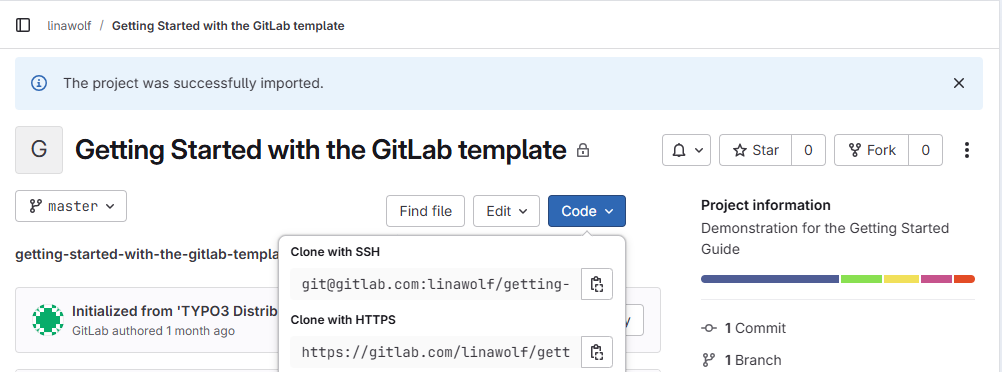 linawolf / Getting Started with the GitLab template
The project was successfully imported.
G Getting Started with the GitLab template
Star 0 Fork 0
master
Find file Edit Code
Project information
Demonstration for the Getting Started
Guide
getting-started-with-the-gitlab-templa
Clone with SSH
git@gitlab.com:linawolf/getting-
Initialized from 'TYPO3 Distrib
GitLab authored 1 month ago
Clone with HTTPS
https://gitlab.com/linawolf/gett
1 Commit
1 Branch